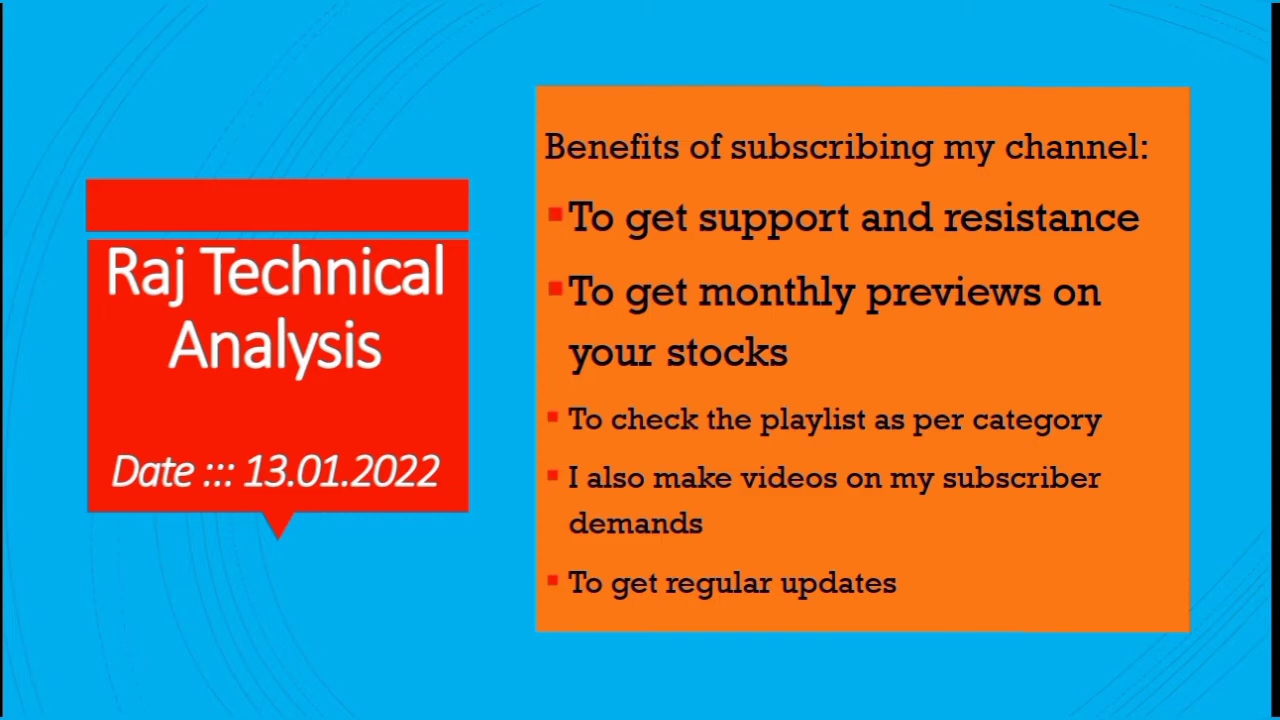 Raj Technical
Analysis
Date ::: 13.01.2022
Benefits of subscribing my channel:
To get support and resistance
To get monthly previews on
your stocks
To check the playlist as per category
I also make videos on my subscriber
demands
To get regular updates